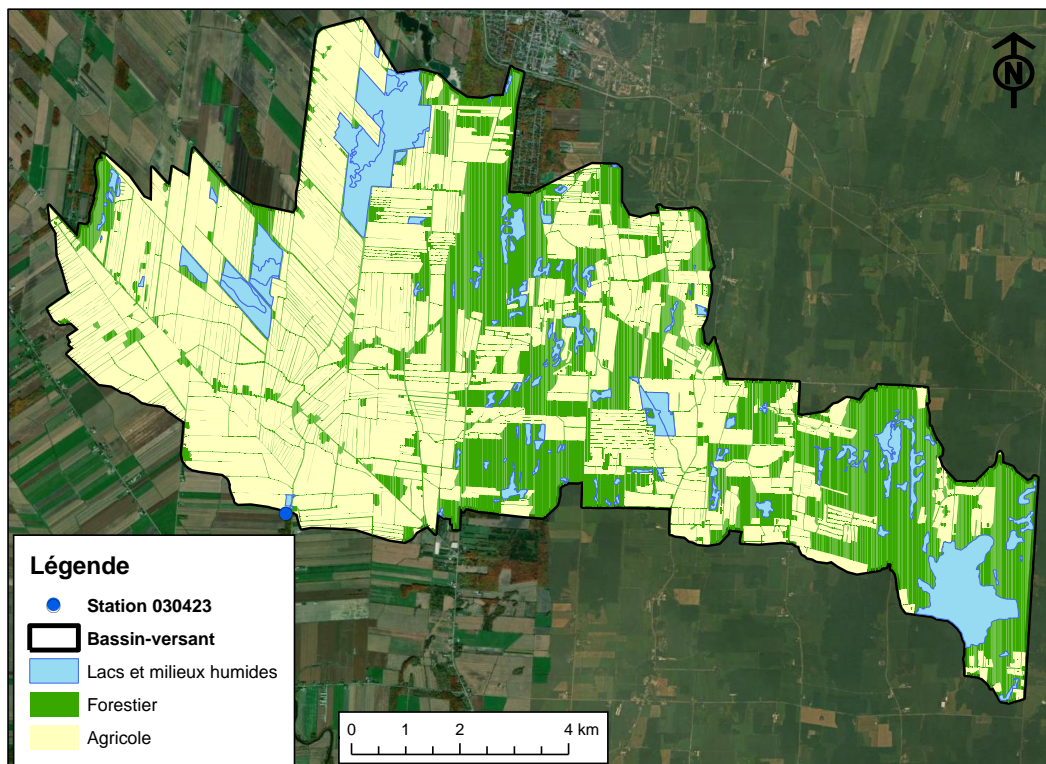 N
Légende
Station 030423
Bassin-versant
Lacs et milieux humides
Forestier
Agricole
0 1 2 4 km